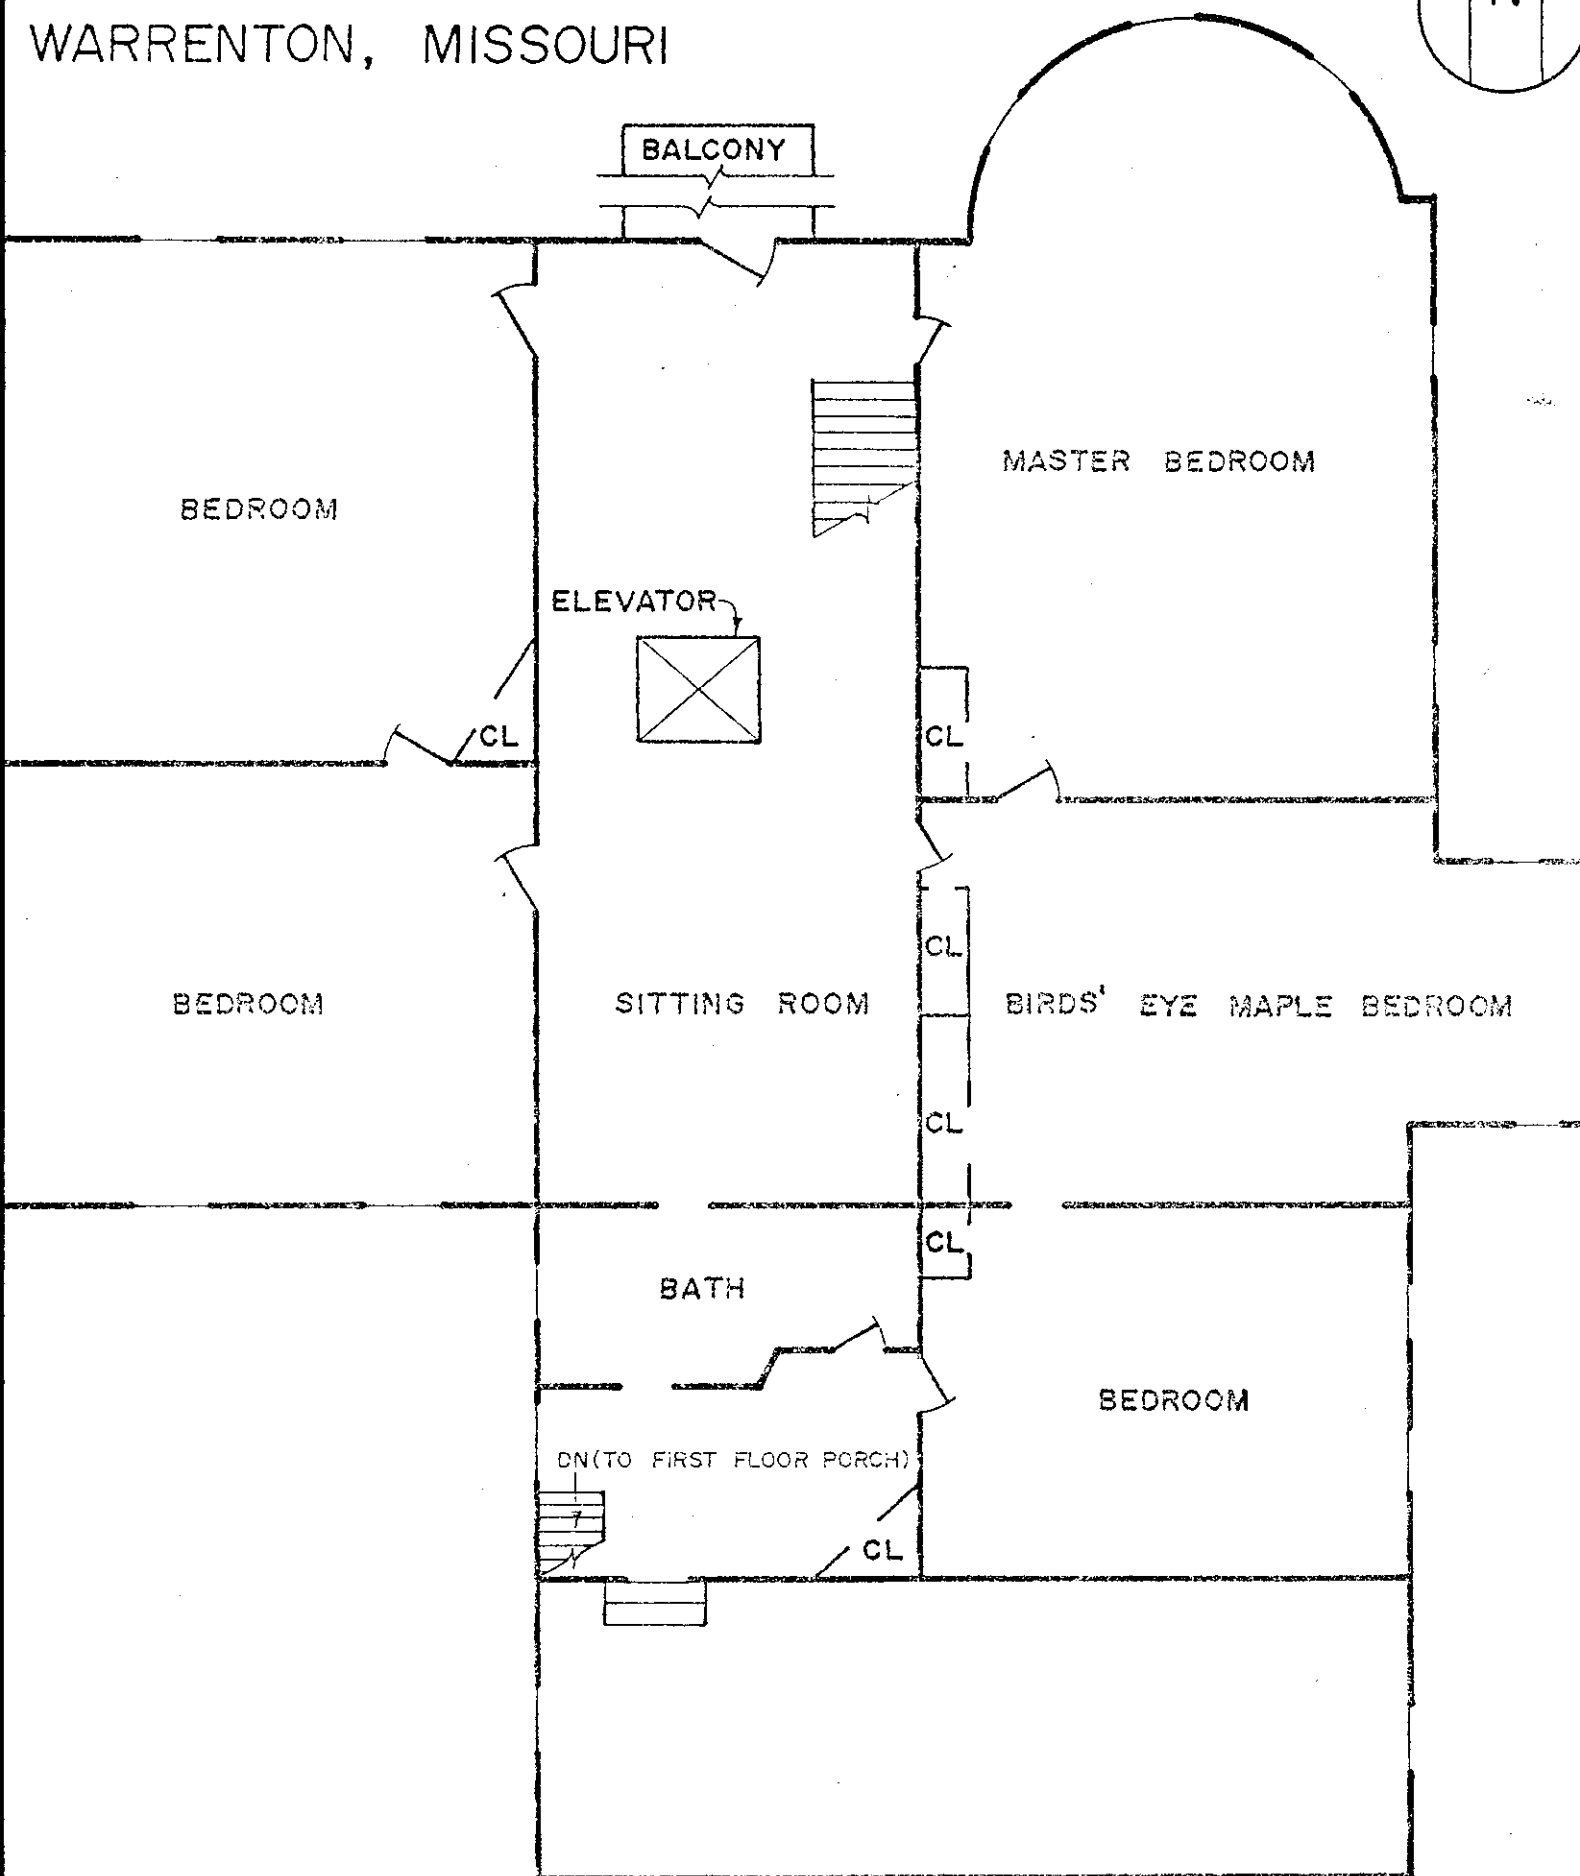 WARRENTON, MISSOURI
N
BALCONY
MASTER BEDROOM
BEDROOM
ELEVATOR
CL
CL
CL
BEDROOM
SITTING ROOM
BIRDS' EYE MAPLE BEDROOM
CL
CL
BATH
BEDROOM
DN(TO FIRST FLOOR PORCH)
CL